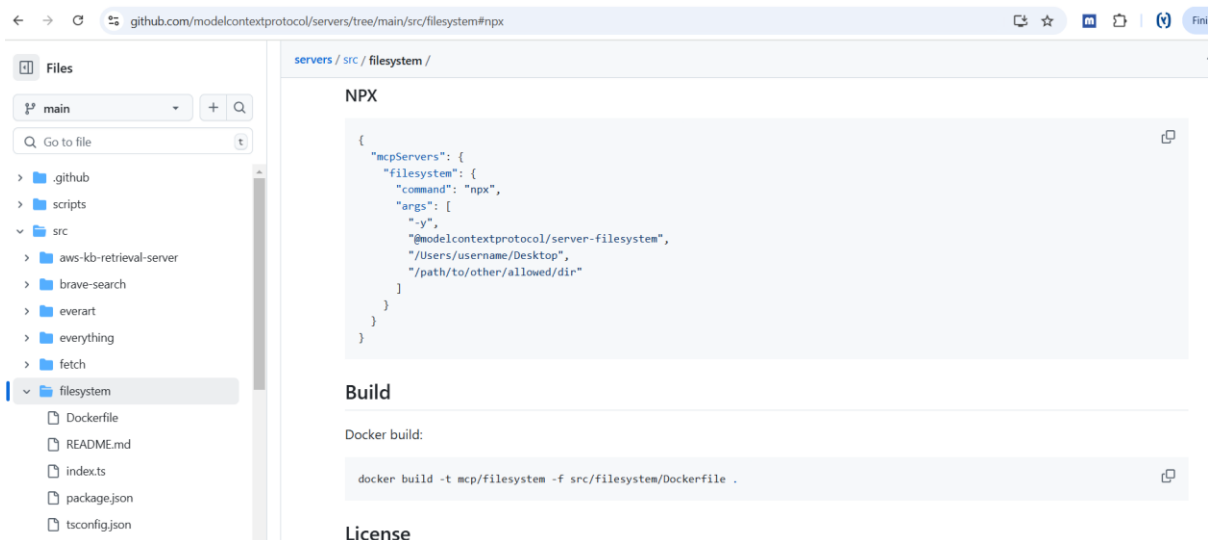 github.com/modelcontextprotocol/servers/tree/main/src/filesystem#npx
Files
main
Go to file
t
.github
scripts
src
aws-kb-retrieval-server
brave-search
everart
everything
fetch
filesystem
Dockerfile
README.md
index.ts
package.json
tsconfig.json
servers / src / filesystem /
NPX
{
"mcpServers": {
"filesystem": {
"command": "npx",
"args": [
"-y",
"@modelcontextprotocol/server-filesystem",
"/Users/username/Desktop",
"/path/to/other/allowed/dir"
]
}
}
}
Build
Docker build:
docker build -t mcp/filesystem -f src/filesystem/Dockerfile .
License